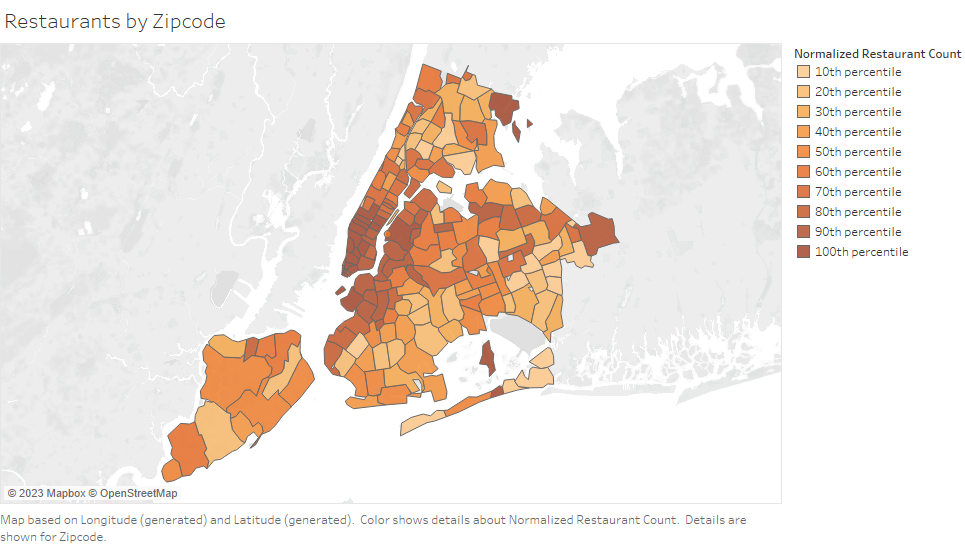 Restaurants by Zipcode
Normalized Restaurant Count
10th percentile
20th percentile
30th percentile
40th percentile
50th percentile
60th percentile
70th percentile
80th percentile
90th percentile
100th percentile
© 2023 Mapbox © OpenStreetMap
Map based on Longitude (generated) and Latitude (generated). Color shows details about Normalized Restaurant Count. Details are
shown for Zipcode.